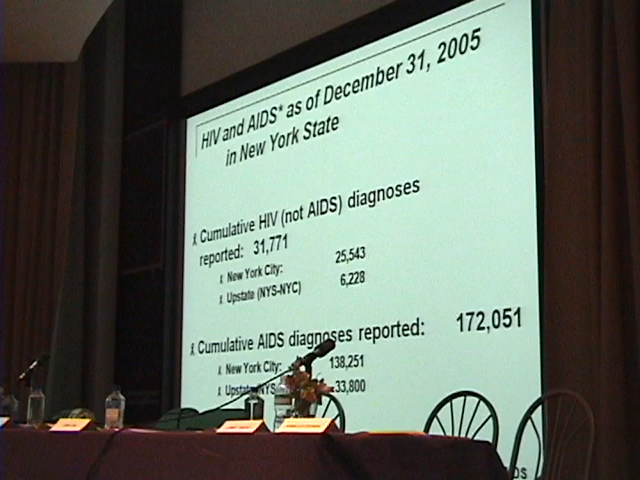 HIV and AIDS* as of December 31, 2005
in New York State
Cumulative HIV (not AIDS) diagnoses
reported: 31,771
New York City: 25,543
Upstate (NYS-NYC) 6,228
Cumulative AIDS diagnoses reported: 172,051
New York City: 138,251
Upstate NYS 33,800